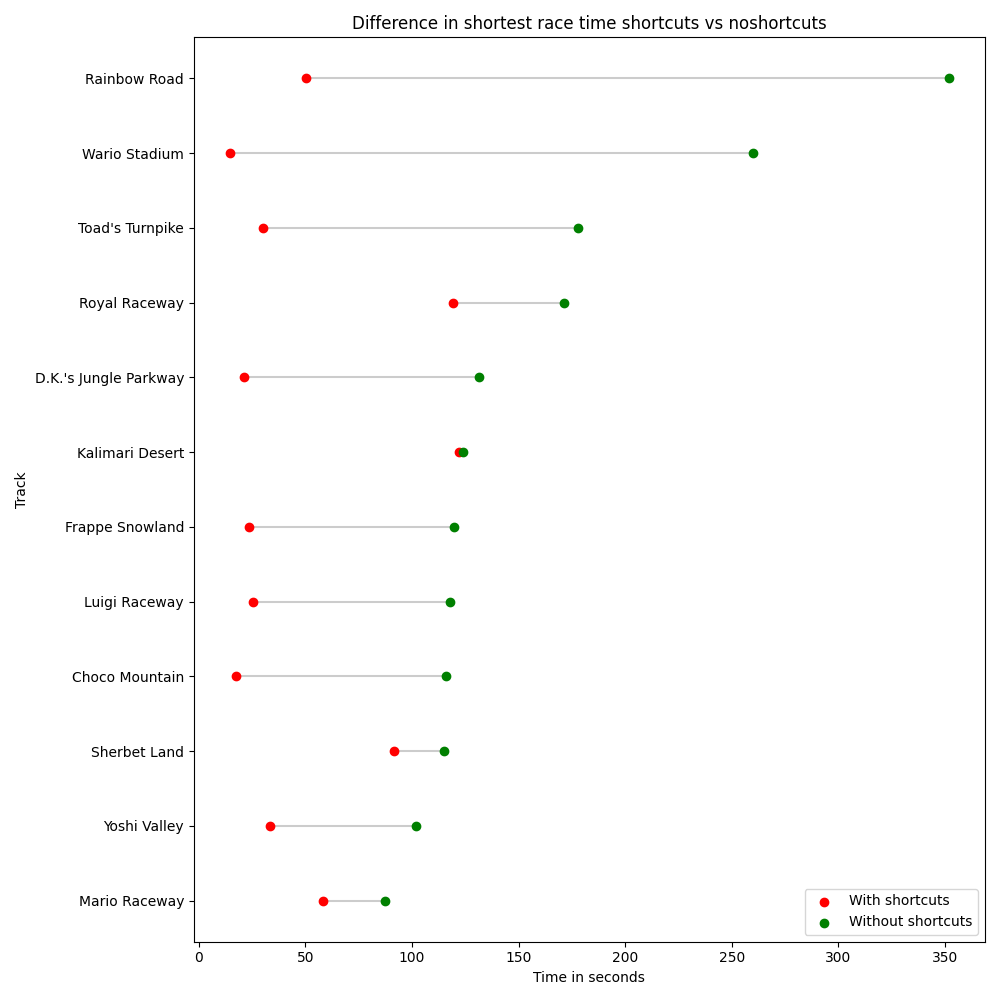 Difference in shortest race time shortcuts vs noshortcuts
Rainbow Road
Wario Stadium
Toad's Turnpike
Royal Raceway
D.K.'s Jungle Parkway
Kalimari Desert
Frappe Snowland
Luigi Raceway
Choco Mountain
Sherbet Land
Yoshi Valley
Mario Raceway
Track
With shortcuts
Without shortcuts
0 50 100 150 200 250 300 350
Time in seconds